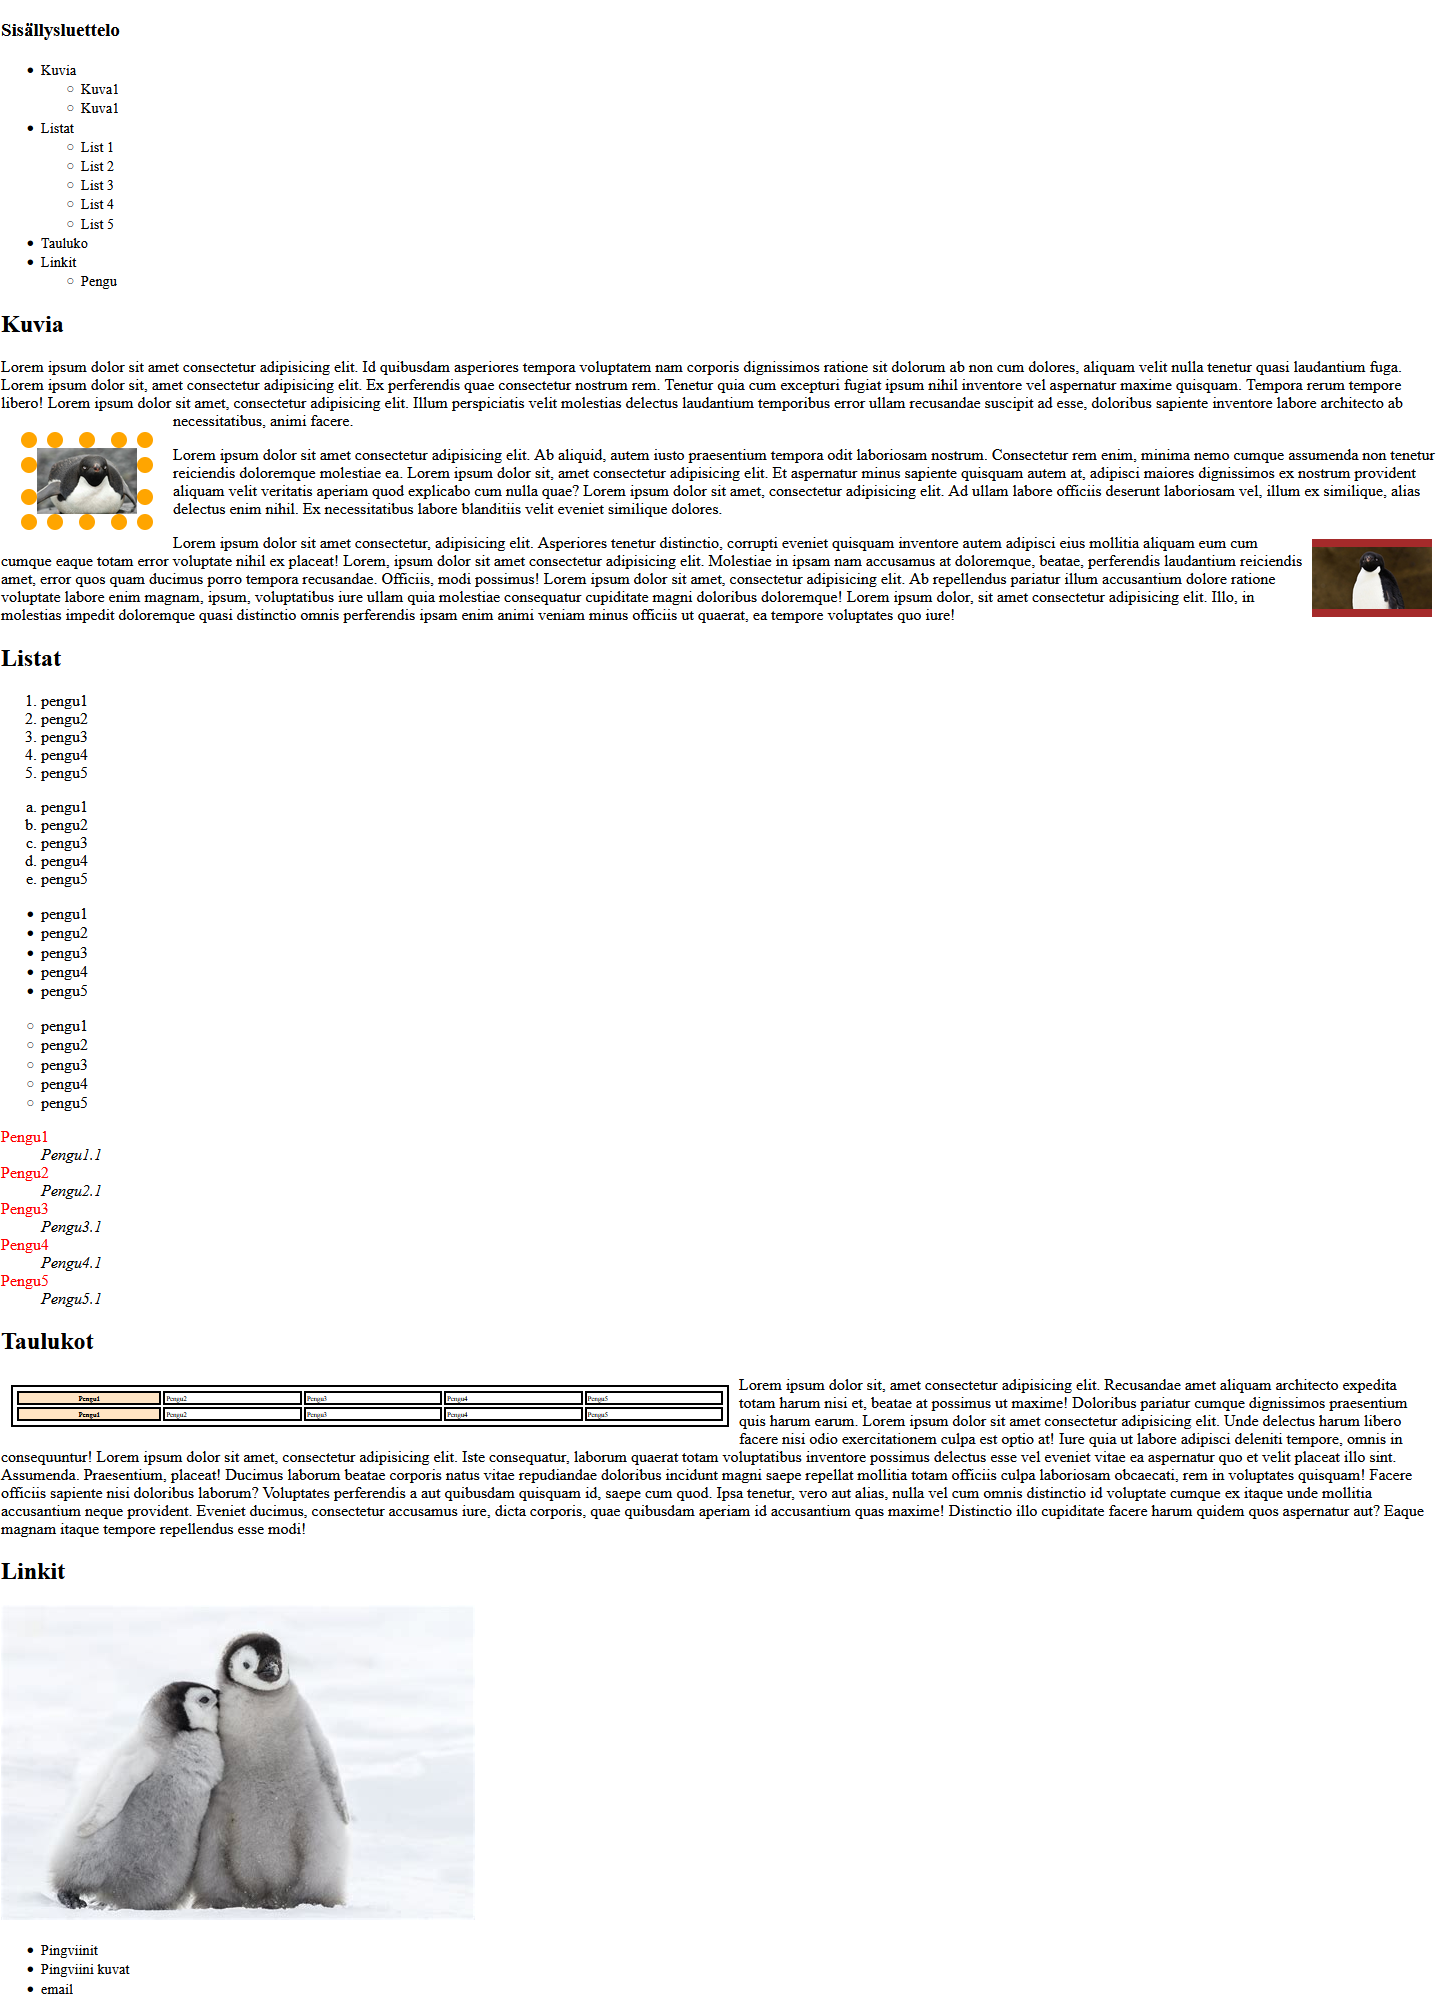 Sisällysluettelo
Kuvia
Kuva1
Kuva1
Listat
List 1
List 2
List 3
List 4
List 5
Tauluko
Linkit
Pengu
Kuvia
Lorem ipsum dolor sit amet consectetur adipisicing elit. Id quibusdam asperiores tempora voluptatem nam corporis dignissimos ratione sit dolorum ab non cum dolores, aliquam velit nulla tenetur quasi laudantium fuga.
Lorem ipsum dolor sit, amet consectetur adipisicing elit. Ex perferendis quae consectetur nostrum rem. Tenetur quia cum excepturi fugiat ipsum nihil inventore vel aspernatur maxime quisquam. Tempora rerum tempore
libero! Lorem ipsum dolor sit amet, consectetur adipisicing elit. Illum perspiciatis velit molestias delectus laudantium temporibus error ullam recusandae suscipit ad esse, doloribus sapiente inventore labore architecto ab
necessitatibus, animi facere.
Lorem ipsum dolor sit amet consectetur adipisicing elit. Ab aliquid, autem iusto praesentium tempora odit laboriosam nostrum. Consectetur rem enim, minima nemo cumque assumenda non tenetur
reiciendis doloremque molestiae ea. Lorem ipsum dolor sit, amet consectetur adipisicing elit. Et aspernatur minus sapiente quisquam autem at, adipisci maiores dignissimos ex nostrum provident
aliquam velit veritatis aperiam quod explicabo cum nulla quae? Lorem ipsum dolor sit amet, consectetur adipisicing elit. Ad ullam labore officiis deserunt laboriosam vel, illum ex similique, alias
delectus enim nihil. Ex necessitatibus labore blanditiis velit eveniet similique dolores.
Lorem ipsum dolor sit amet consectetur, adipisicing elit. Asperiores tenetur distinctio, corrupti eveniet quisquam inventore autem adipisci eius mollitia aliquam eum cum
cumque eaque totam error voluptate nihil ex placeat! Lorem, ipsum dolor sit amet consectetur adipisicing elit. Molestiae in ipsam nam accusamus at doloremque, beatae, perferendis laudantium reiciendis
amet, error quos quam ducimus porro tempora recusandae. Officiis, modi possimus! Lorem ipsum dolor sit amet, consectetur adipisicing elit. Ab repellendus pariatur illum accusantium dolore ratione
voluptate labore enim magnam, ipsum, voluptatibus iure ullam quia molestiae consequatur cupiditate magni doloribus doloremque! Lorem ipsum dolor, sit amet consectetur adipisicing elit. Illo, in
molestias impedit doloremque quasi distinctio omnis perferendis ipsam enim animi veniam minus officiis ut quaerat, ea tempore voluptates quo iure!
Listat
1. pengu1
2. pengu2
3. pengu3
4. pengu4
5. pengu5
a. pengu1
b. pengu2
c. pengu3
d. pengu4
e. pengu5
pengu1
pengu2
pengu3
pengu4
pengu5
pengu1
pengu2
pengu3
pengu4
pengu5
Pengu1
Pengu1.1
Pengu2
Pengu2.1
Pengu3
Pengu3.1
Pengu4
Pengu4.1
Pengu5
Pengu5.1
Taulukot
Pengu1 Pengu2 Pengu3 Pengu4 Pengu5
Pengu1 Pengu2 Pengu3 Pengu4 Pengu5
Lorem ipsum dolor sit, amet consectetur adipisicing elit. Recusandae amet aliquam architecto expedita
totam harum nisi et, beatae at possimus ut maxime! Doloribus pariatur cumque dignissimos praesentium
quis harum earum. Lorem ipsum dolor sit amet consectetur adipisicing elit. Unde delectus harum libero
facere nisi odio exercitationem culpa est optio at! Iure quia ut labore adipisci deleniti tempore, omnis in
consequuntur! Lorem ipsum dolor sit amet, consectetur adipisicing elit. Iste consequatur, laborum quaerat totam voluptatibus inventore possimus delectus esse vel eveniet vitae ea aspernatur quo et velit placeat illo sint.
Assumenda. Praesentium, placeat! Ducimus laborum beatae corporis natus vitae repudiandae doloribus incidunt magni saepe repellat mollitia totam officiis culpa laboriosam obcaecati, rem in voluptates quisquam! Facere
officiis sapiente nisi doloribus laborum? Voluptates perferendis a aut quibusdam quisquam id, saepe cum quod. Ipsa tenetur, vero aut alias, nulla vel cum omnis distinctio id voluptate cumque ex itaque unde mollitia
accusantium neque provident. Eveniet ducimus, consectetur accusamus iure, dicta corporis, quae quibusdam aperiam id accusantium quas maxime! Distinctio illo cupiditate facere harum quidem quos aspernatur aut? Eaque
magnam itaque tempore repellendus esse modi!
Linkit
Pingviinit
Pingviini kuvat
email